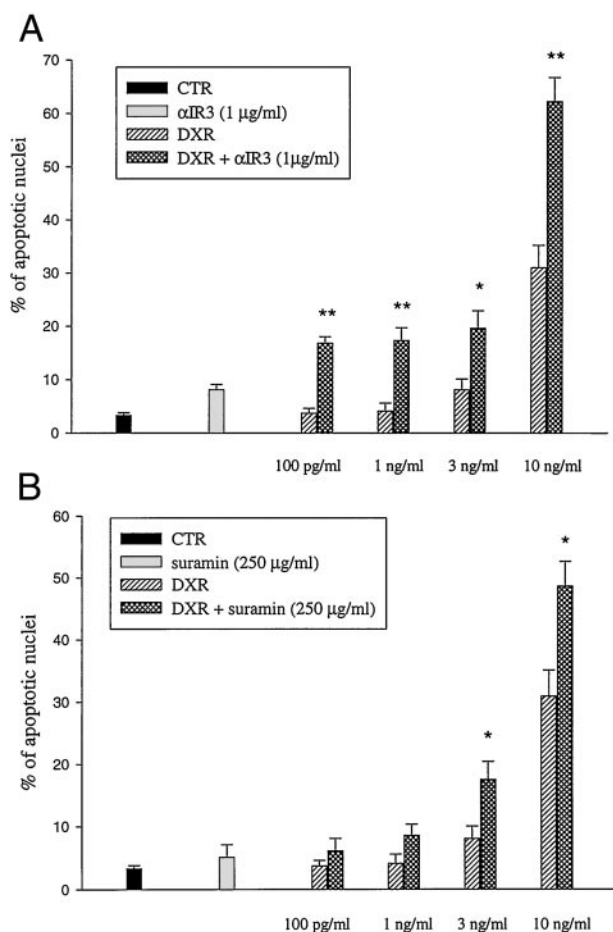 A
% of apoptotic nuclei
70
60
50
40
30
20
10
0
CTR
αIR3 (1 µg/ml)
DXR
DXR + αIR3 (1µg/ml)
**
**
*
**
100 pg/ml 1 ng/ml 3 ng/ml 10 ng/ml
B
% of apoptotic nuclei
60
50
40
30
20
10
0
CTR
suramin (250 µg/ml)
DXR
DXR + suramin (250 µg/ml)
*
*
100 pg/ml 1 ng/ml 3 ng/ml 10 ng/ml